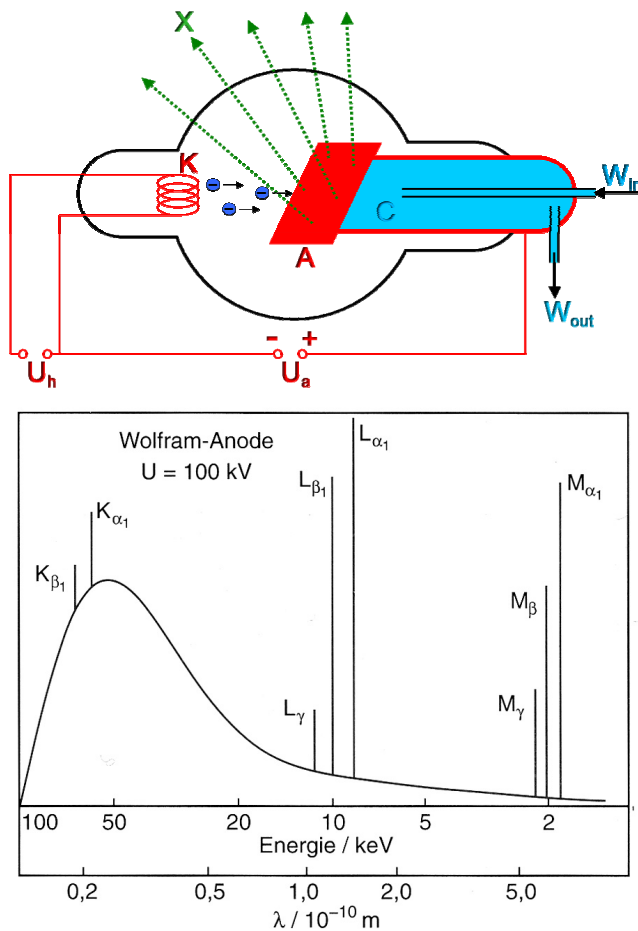 X
K
A
C
W_in
W_out
- +
U_h
U_a
Wolfram-Anode
U = 100 kV
L_α1
L_β1
K_α1
K_β1
L_γ
M_α1
M_β
M_γ
100 50 20 10 5 2
Energie / keV
0,2 0,5 1,0 2,0 5,0
λ / 10⁻¹⁰ m